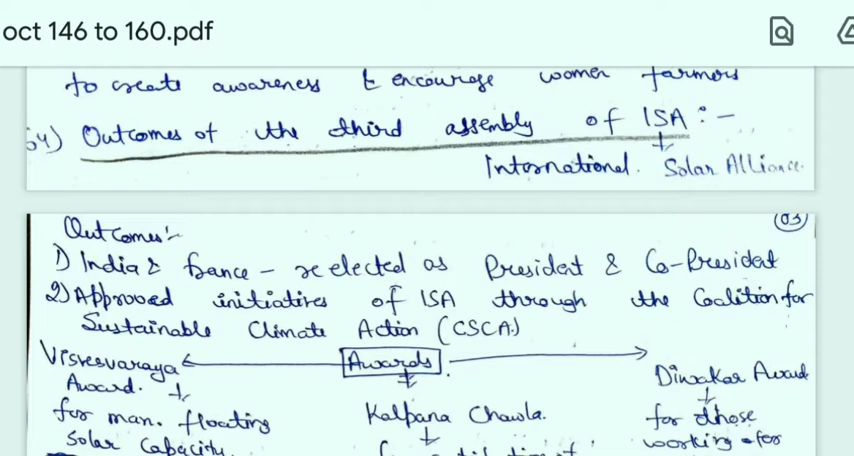 oct 146 to 160.pdf
to create awareness & encourage women farmers
54) Outcomes of the third assembly of ISA :-
International Solar Alliance.
03
Outcomes :-
1) India & france - re elected as President & Co-President
2) Approved initiatives of ISA through the Coalition for
Sustainable Climate Action (CSCA)
Awards
Visvesvaraya
Award.
for man. floating
Solar Capacity.
Kalpana Chawla.
Diwakar Award
for those
working for